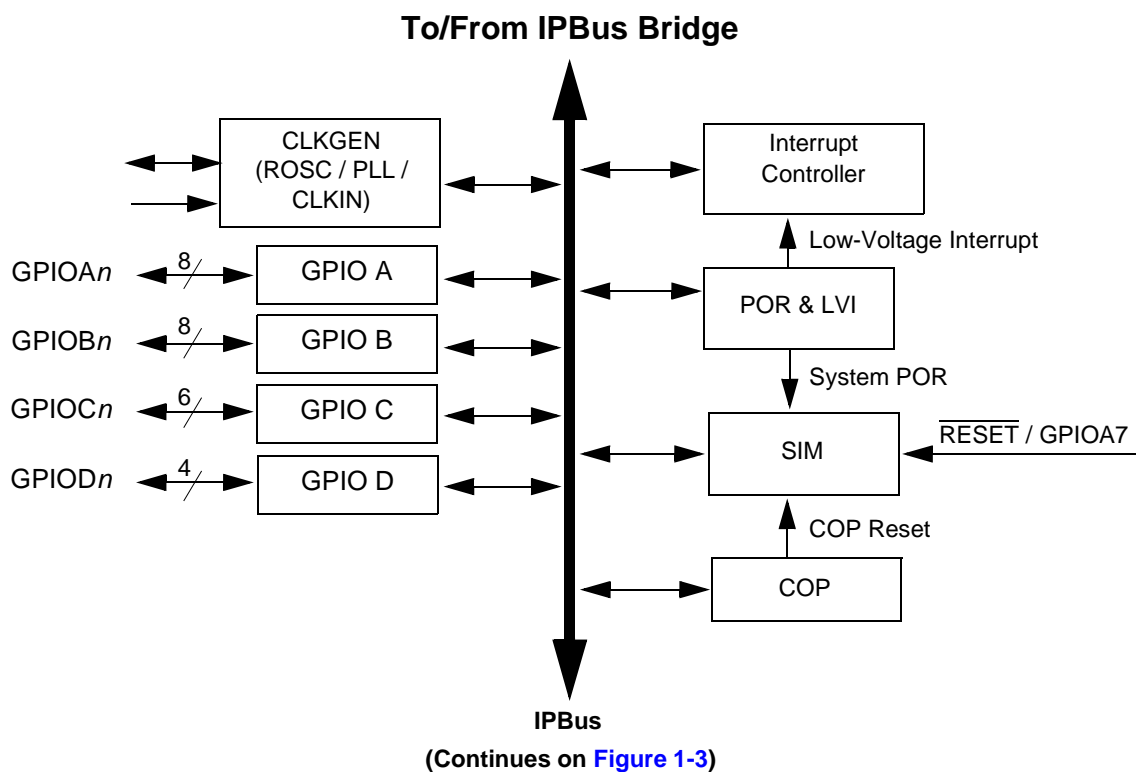 To/From IPBus Bridge
CLKGEN
(ROSC / PLL /
CLKIN)
Interrupt
Controller
Low-Voltage Interrupt
GPIOAn
8
GPIO A
POR & LVI
GPIOBn
8
GPIO B
System POR
GPIOCn
6
GPIO C
RESET / GPIOA7
SIM
GPIODn
4
GPIO D
COP Reset
COP
IPBus
(Continues on Figure 1-3)